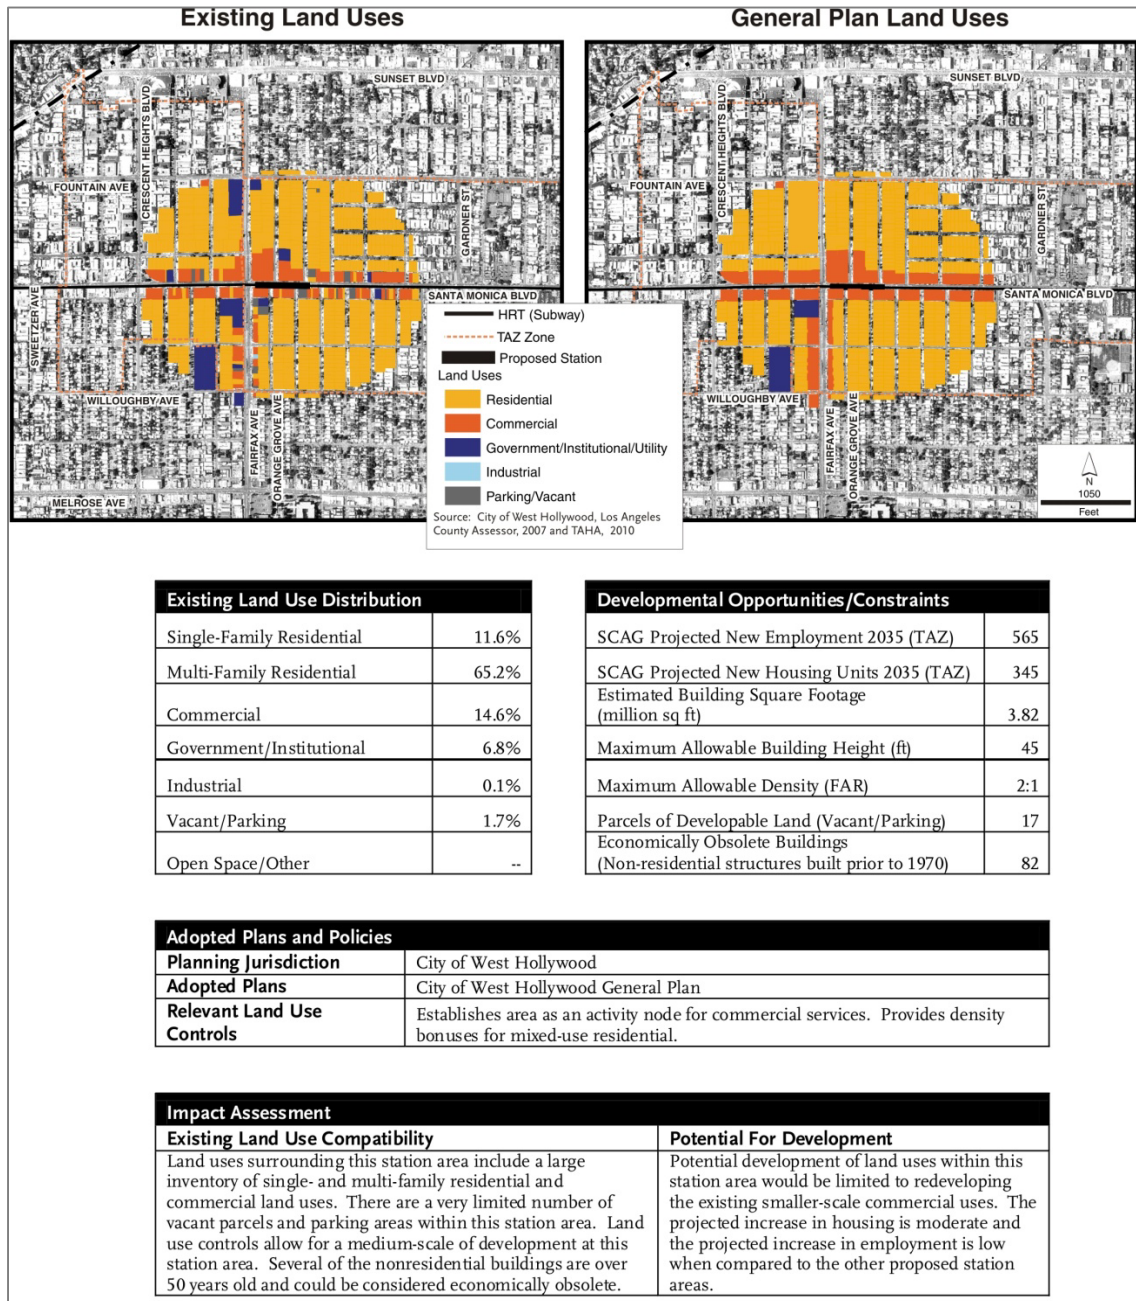 Existing Land Uses
General Plan Land Uses
SUNSET BLVD
CRESCENT HEIGHTS BLVD
FOUNTAIN AVE
GARDNER ST
SANTA MONICA BLVD
SWEETZER AVE
WILLOUGHBY AVE
FAIRFAX AVE
ORANGE GROVE AVE
MELROSE AVE
SUNSET BLVD
CRESCENT HEIGHTS BLVD
FOUNTAIN AVE
GARDNER ST
SANTA MONICA BLVD
WILLOUGHBY AVE
FAIRFAX AVE
ORANGE GROVE AVE
N
1050
Feet
HRT (Subway)
TAZ Zone
Proposed Station
Land Uses
Residential
Commercial
Government/Institutional/Utility
Industrial
Parking/Vacant
Source: City of West Hollywood, Los Angeles
County Assessor, 2007 and TAHA, 2010
Existing Land Use Distribution
Single-Family Residential 11.6%
Multi-Family Residential 65.2%
Commercial 14.6%
Government/Institutional 6.8%
Industrial 0.1%
Vacant/Parking 1.7%
Open Space/Other --
Developmental Opportunities/Constraints
SCAG Projected New Employment 2035 (TAZ) 565
SCAG Projected New Housing Units 2035 (TAZ) 345
Estimated Building Square Footage
(million sq ft) 3.82
Maximum Allowable Building Height (ft) 45
Maximum Allowable Density (FAR) 2:1
Parcels of Developable Land (Vacant/Parking) 17
Economically Obsolete Buildings
(Non-residential structures built prior to 1970) 82
Adopted Plans and Policies
Planning Jurisdiction City of West Hollywood
Adopted Plans City of West Hollywood General Plan
Relevant Land Use Controls Establishes area as an activity node for commercial services. Provides density
bonuses for mixed-use residential.
Impact Assessment
Existing Land Use Compatibility
Land uses surrounding this station area include a large
inventory of single- and multi-family residential and
commercial land uses. There are a very limited number of
vacant parcels and parking areas within this station area. Land
use controls allow for a medium-scale of development at this
station area. Several of the nonresidential buildings are over
50 years old and could be considered economically obsolete.
Potential For Development
Potential development of land uses within this
station area would be limited to redeveloping
the existing smaller-scale commercial uses. The
projected increase in housing is moderate and
the projected increase in employment is low
when compared to the other proposed station
areas.